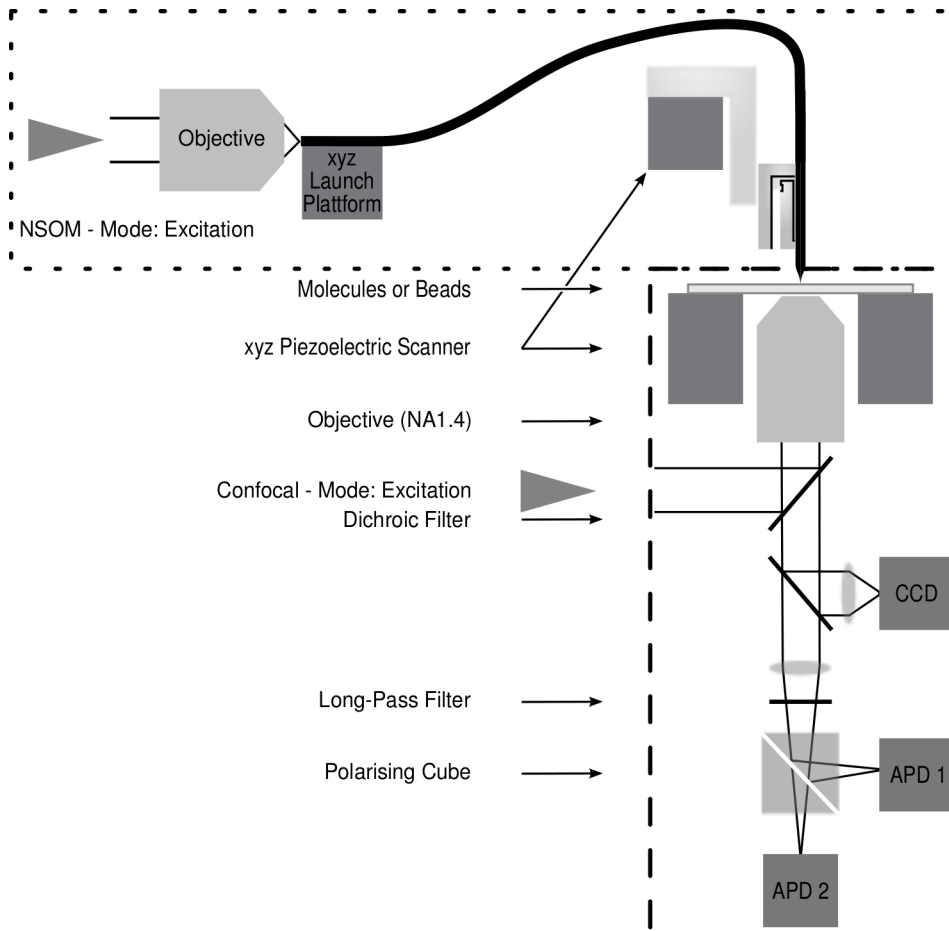 Objective
xyz
Launch
Plattform
NSOM - Mode: Excitation
Molecules or Beads
xyz Piezoelectric Scanner
Objective (NA1.4)
Confocal - Mode: Excitation
Dichroic Filter
CCD
Long-Pass Filter
Polarising Cube
APD 1
APD 2